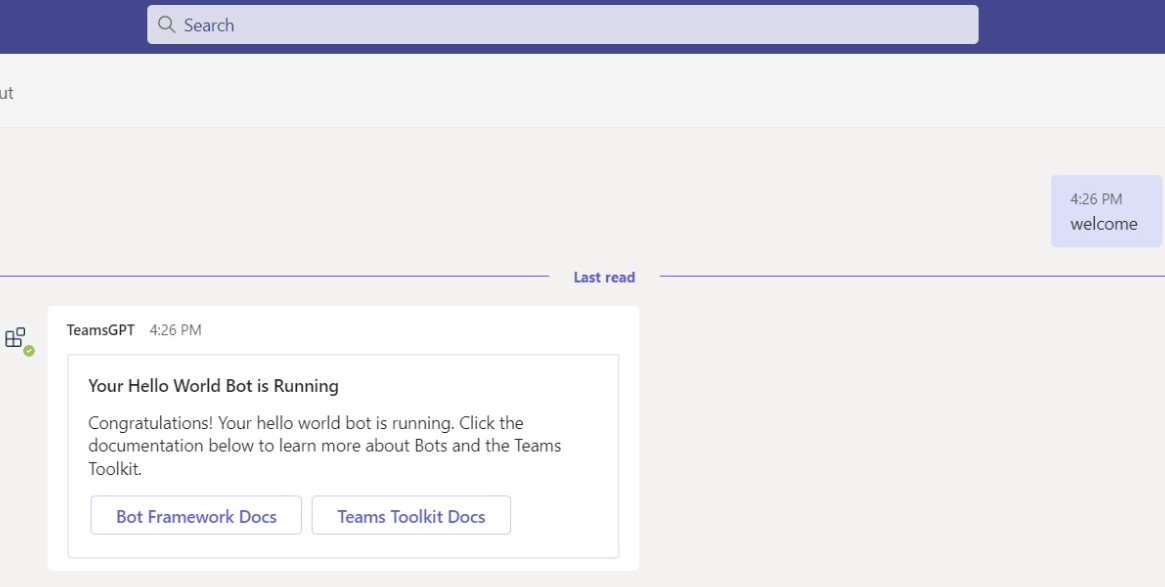 Search
ut
4:26 PM
welcome
Last read
TeamsGPT 4:26 PM
Your Hello World Bot is Running
Congratulations! Your hello world bot is running. Click the
documentation below to learn more about Bots and the Teams
Toolkit.
Bot Framework Docs Teams Toolkit Docs